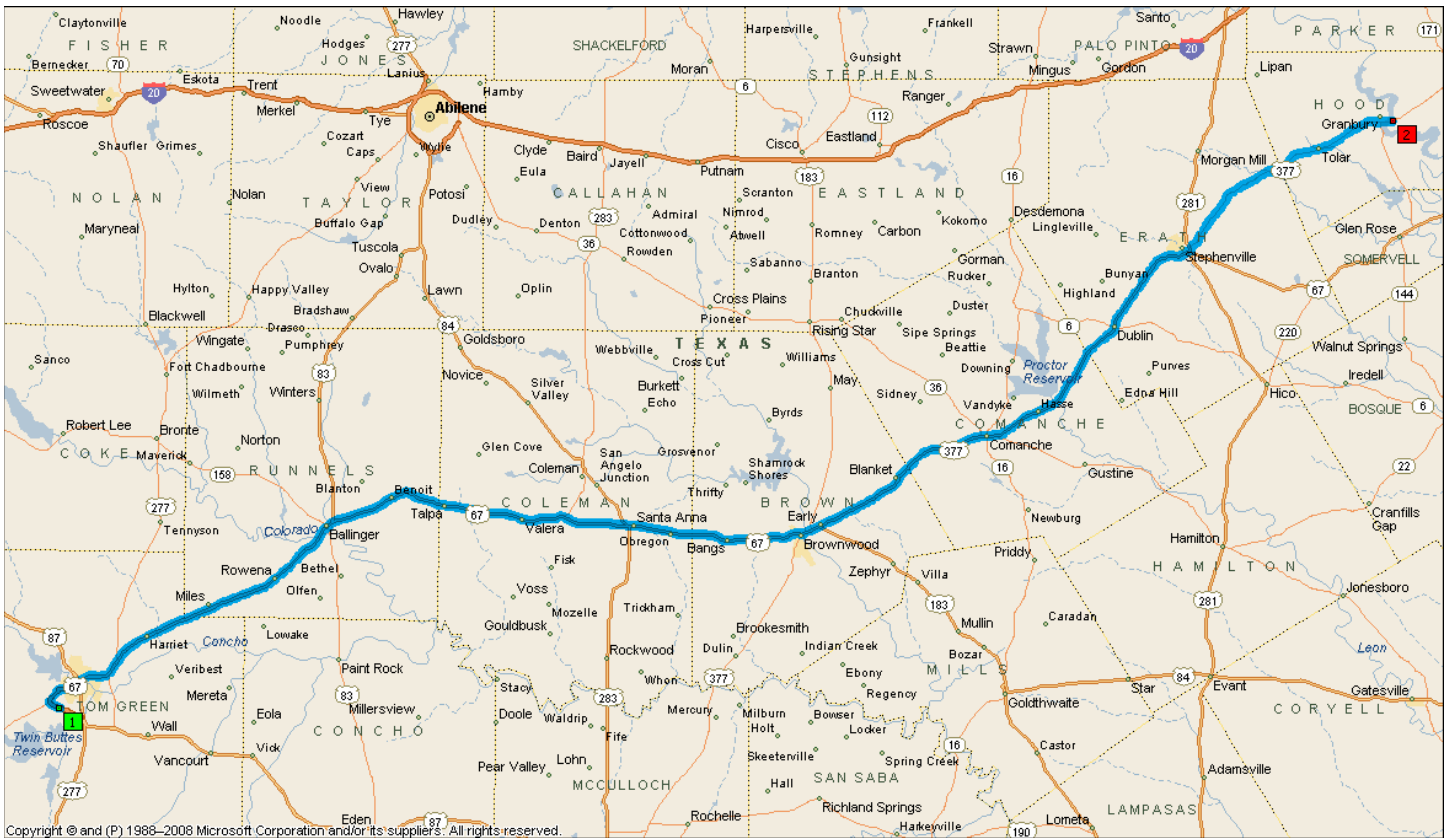 Claytonville
Noodle
Hawley
Harpersville
Frankell
Santo
171
FISHER
Hodges
277
SHACKELFORD
Gunsight
Strawn
PALO PINTO
20
PARKER
Bernecker
70
JONES
Lanius
Moran
STEPHENS
Mingus
Gordon
Lipan
Sweetwater
20
Eskota
Trent
Hamby
6
Ranger
HOOD
Roscoe
Merkel
Tye
Abilene
112
Granbury
2
Shaufler
Grimes
Cozart
Caps
Wylie
Clyde
Baird
Jayell
Putnam
Cisco
Eastland
Morgan Mill
Tolar
377
NOLAN
Nolan
View
Potosi
Eula
CALLAHAN
Scranton
183
EASTLAND
16
TAYLOR
Buffalo Gap
Dudley
Denton
283
Admiral
Nimrod
Kokomo
Desdemona
281
Maryneal
Tuscola
36
Cottonwood
Atwell
Romney
Carbon
Lingleville
ERATH
Glen Rose
Ovalo
Rowden
Sabanno
Gorman
Stephenville
SOMERVELL
Hylton
Happy Valley
Lawn
Oplin
Branton
Rucker
Bunyan
67
144
Blackwell
Bradshaw
Cross Plains
Duster
Highland
Drasco
84
Pioneer
Chuckville
6
Dublin
220
Wingate
Pumphrey
Goldsboro
TEXAS
Rising Star
Sipe Springs
Walnut Springs
Sanco
Fort Chadbourne
83
Webbville
Cross Cut
Williams
Beattie
Proctor
Reservoir
Purves
Iredell
Wilmeth
Winters
Novice
Silver
Valley
Burkett
Echo
May
36
Downing
Edna Hill
Hico
BOSQUE
6
Robert Lee
Bronte
Byrds
Sidney
Vandyke
Hasse
COMANCHE
COKE
Maverick
Norton
Glen Cove
San
Angelo
Junction
Grosvenor
377
Comanche
158
RUNNELS
Coleman
Shamrock
Shores
Blanket
16
Gustine
22
Blanton
Benoit
COLEMAN
Thrifty
BROWN
277
Talpa
67
Valera
Santa Anna
Early
Newburg
Cranfills
Gap
Tennyson
Colorado
Ballinger
Obregon
Bangs
67
Brownwood
Hamilton
Rowena
Bethel
Fisk
Zephyr
Villa
Priddy
HAMILTON
Miles
Olfen
Voss
183
Jonesboro
Mozelle
Trickham
281
87
Harriet
Concho
Lowake
Gouldbusk
Brookesmith
Mullin
Caradan
Veribest
Paint Rock
Rockwood
Dulin
Indian Creek
Bozar
Leon
67
Mereta
83
Stacy
Whon
377
Ebony
MILLS
Star
84
Evant
Gatesville
TOM GREEN
1
Millersview
283
Regency
Goldthwaite
Wall
Eola
Doole
Waldrip
Mercury
Milburn
Bowser
CORYELL
Twin Buttes
Reservoir
CONCHO
Fife
Holt
Locker
16
Vancourt
Vick
Skeeterville
Spring Creek
Castor
Pear Valley
Lohn
Adamsville
277
MCCULLOCH
Hall
SAN SABA
Eden
87
Rochelle
Richland Springs
LAMPASAS
Harkeyville
190
Lometa
Copyright © and (P) 1988–2008 Microsoft Corporation and/or its suppliers. All rights reserved.